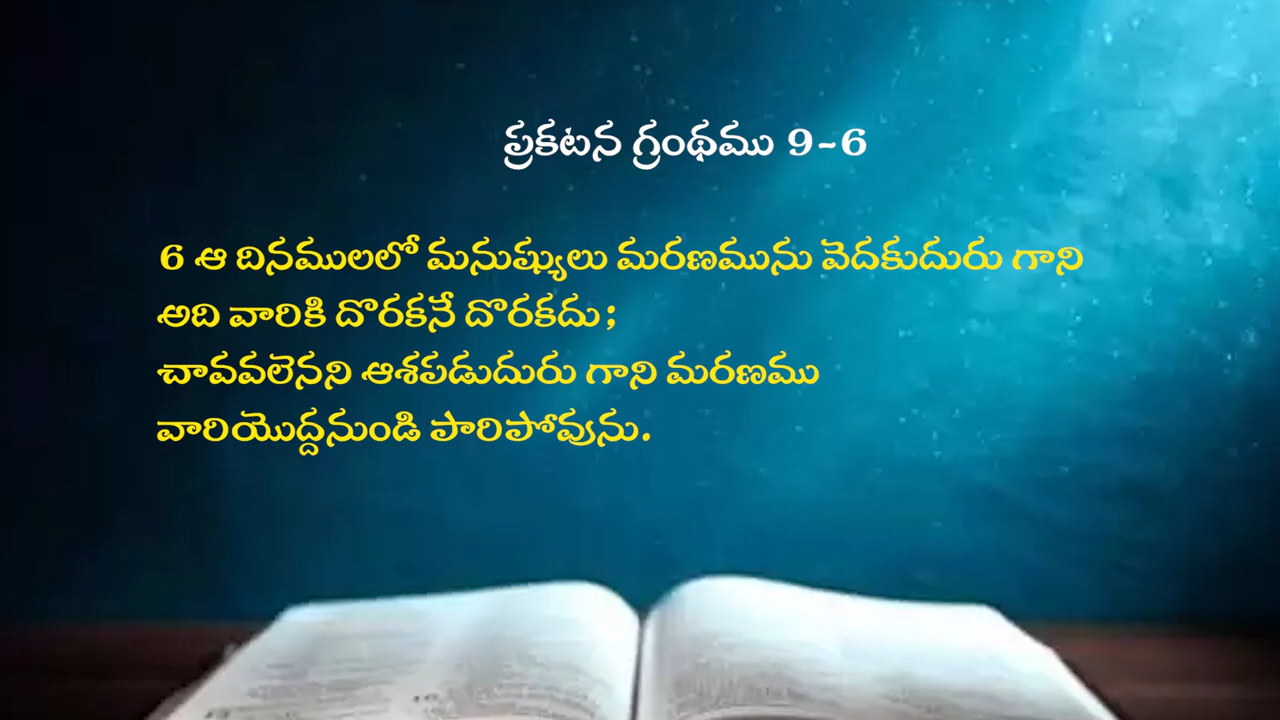 ప్రకటన గ్రంథము 9-6
6 ఆ దినములలో మనుష్యులు మరణమును వెదకుదురు గాని
అది వారికి దొరకనే దొరకదు;
చావవలెనని ఆశపడుదురు గాని మరణము
వారియొద్దనుండి పారిపోవును.